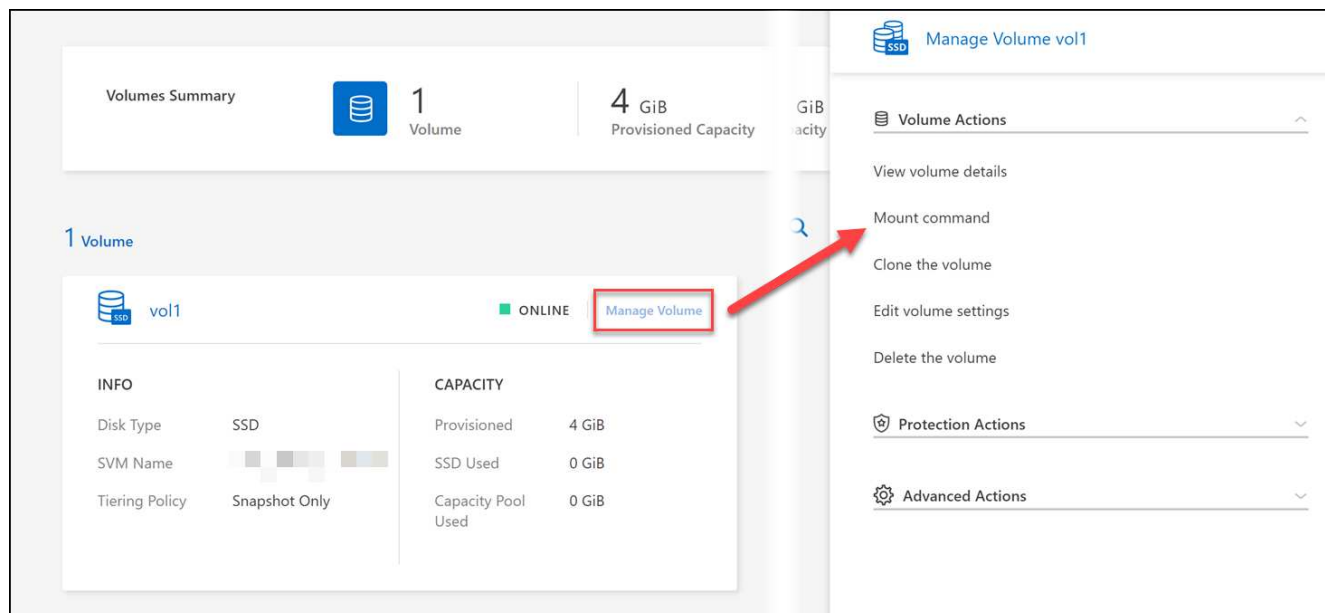 Volumes Summary
1
Volume
4 GiB
Provisioned Capacity
GiB
acity
1 Volume
vol1
ONLINE
Manage Volume
INFO
Disk Type SSD
SVM Name
Tiering Policy Snapshot Only
CAPACITY
Provisioned 4 GiB
SSD Used 0 GiB
Capacity Pool 0 GiB
Used
SSD
Manage Volume vol1
Volume Actions
View volume details
Mount command
Clone the volume
Edit volume settings
Delete the volume
Protection Actions
Advanced Actions